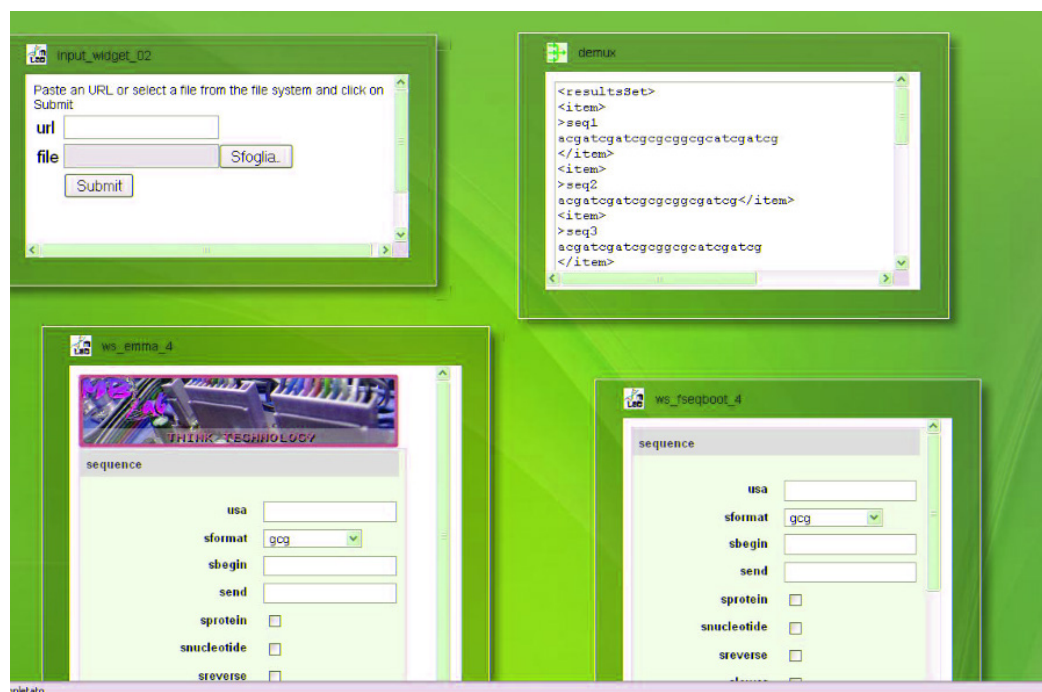 input_widget_02
Paste an URL or select a file from the file system and click on
Submit
url
file Sfoglia..
Submit
demux
<resultsSet>
<item>
>seq1
acgatcgatcgcgcggcgcatcgatcg
</item>
<item>
>seq2
acgatcgatcgcgcggcgatcg</item>
<item>
>seq3
acgatcgatcgcggcgcatcgatcg
</item>
ws_emma_4
THINK TECHNOLOGY
sequence
usa
sformat gcg
sbegin
send
sprotein
snucleotide
sreverse
ws_fseqboot_4
sequence
usa
sformat gcg
sbegin
send
sprotein
snucleotide
sreverse